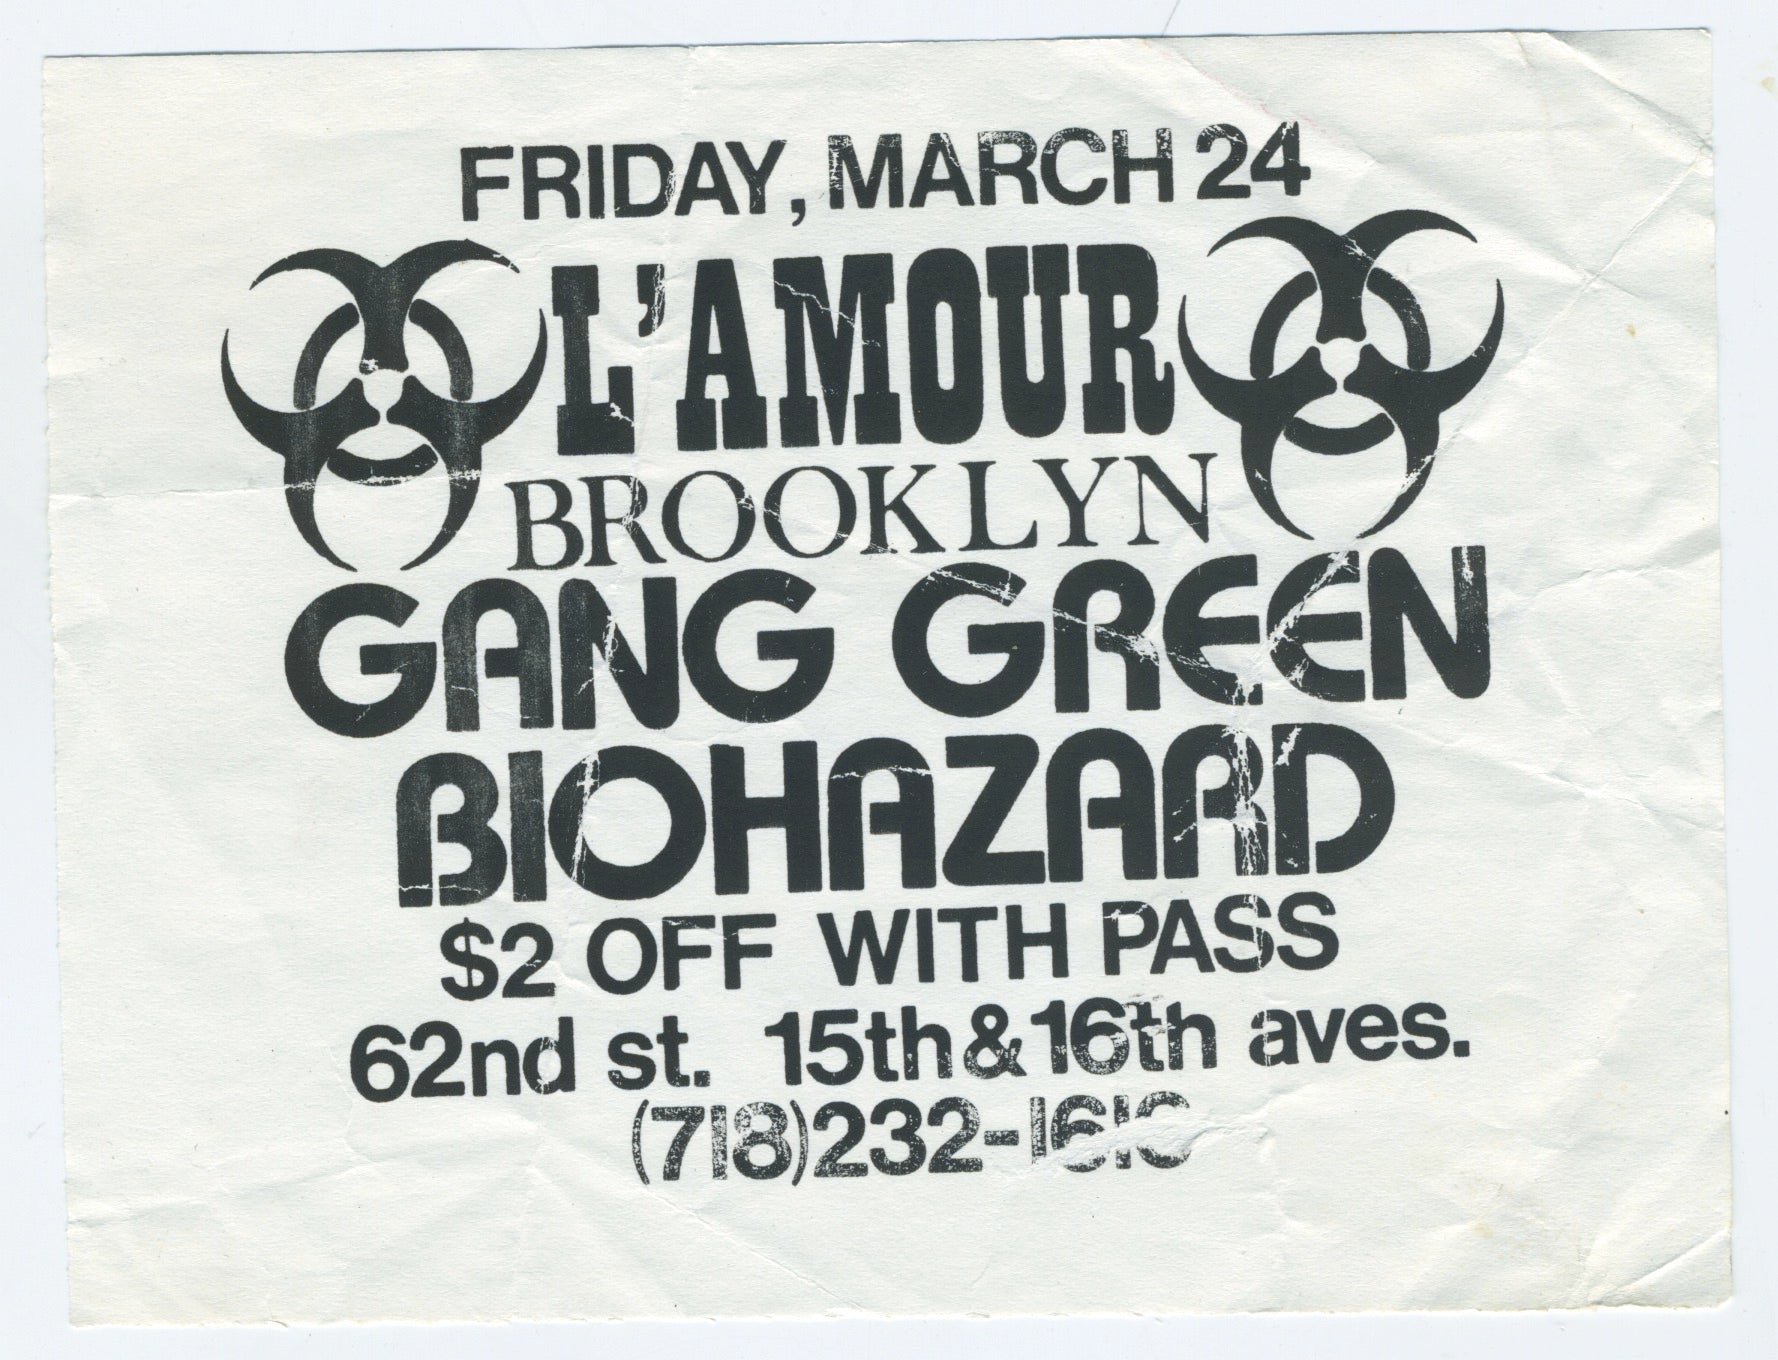 FRIDAY, MARCH 24
L'AMOUR
BROOKLYN
GANG GREEN
BIOHAZARD
$2 OFF WITH PASS
62nd st. 15th & 16th aves.
(718)232-